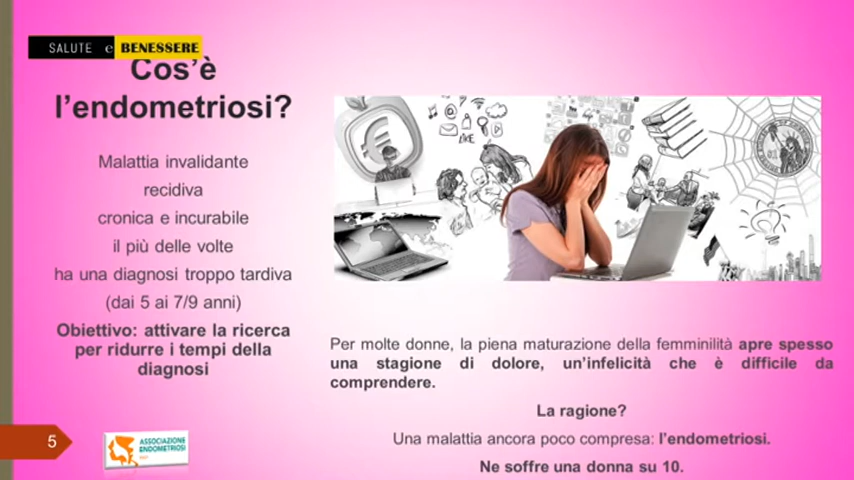 SALUTE e BENESSERE
Cos'è
l'endometriosi?
Malattia invalidante
recidiva
cronica e incurabile
il più delle volte
ha una diagnosi troppo tardiva
(dai 5 ai 7/9 anni)
Obiettivo: attivare la ricerca
per ridurre i tempi della
diagnosi
LIKE
Per molte donne, la piena maturazione della femminilità apre spesso
una stagione di dolore, un'infelicità che è difficile da
comprendere.
La ragione?
Una malattia ancora poco compresa: l'endometriosi.
Ne soffre una donna su 10.
5
ASSOCIAZIONE
ENDOMETRIOSI